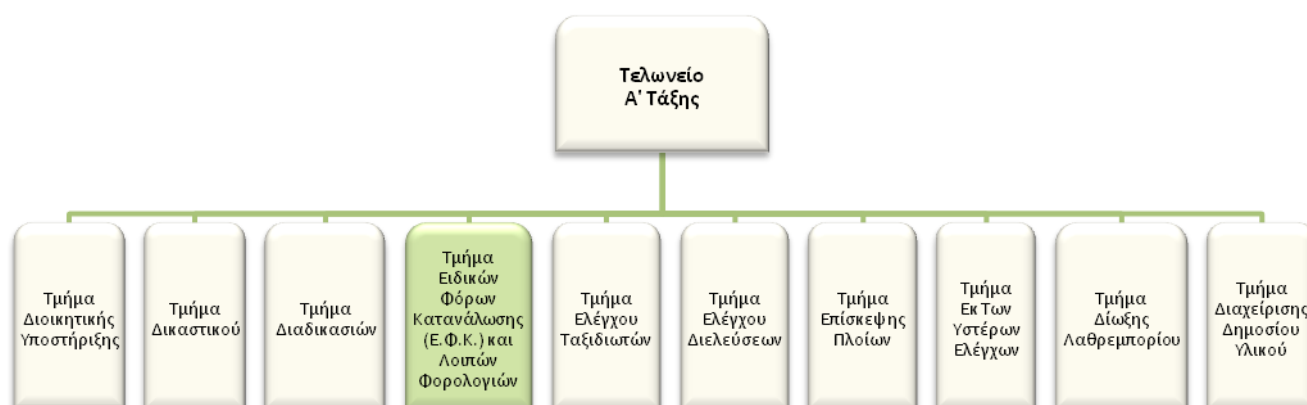 Τελωνείο
Α' Τάξης
Τμήμα
Διοικητικής
Υποστήριξης
Τμήμα
Δικαστικού
Τμήμα
Διαδικασιών
Τμήμα
Ειδικών
Φόρων
Κατανάλωσης
(Ε.Φ.Κ.) και
Λοιπών
Φορολογιών
Τμήμα
Ελέγχου
Ταξιδιωτών
Τμήμα
Ελέγχου
Διελεύσεων
Τμήμα
Επίσκεψης
Πλοίων
Τμήμα
Εκ Των
Υστέρων
Ελέγχων
Τμήμα
Δίωξης
Λαθρεμπορίου
Τμήμα
Διαχείρισης
Δημοσίου
Υλικού